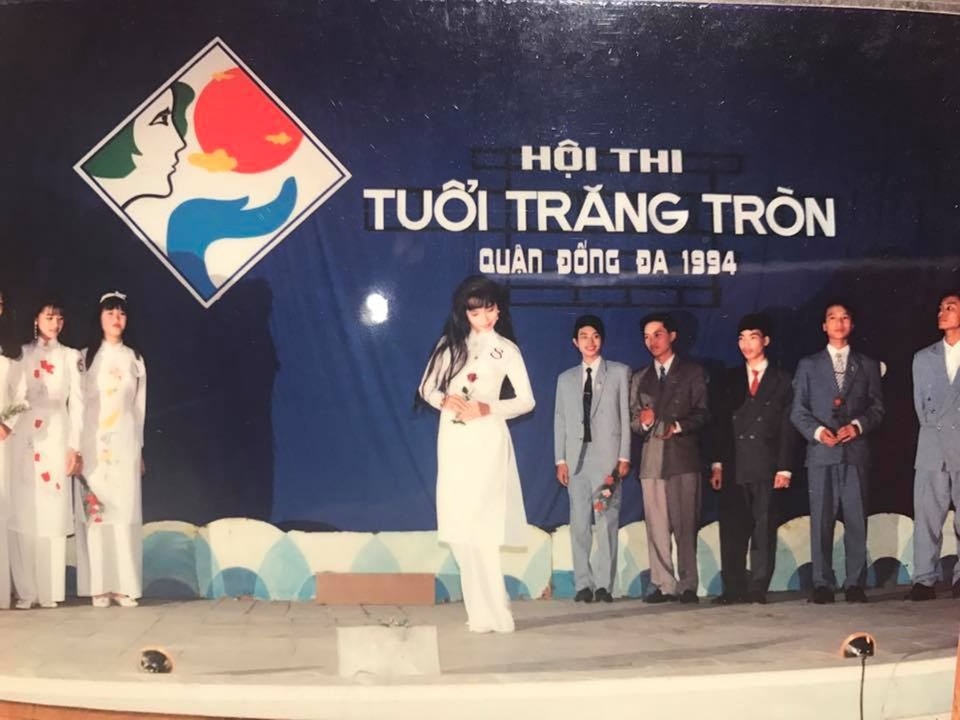 HỘI THI
TUỔI TRĂNG TRÒN
QUẬN ĐỐNG ĐA 1994